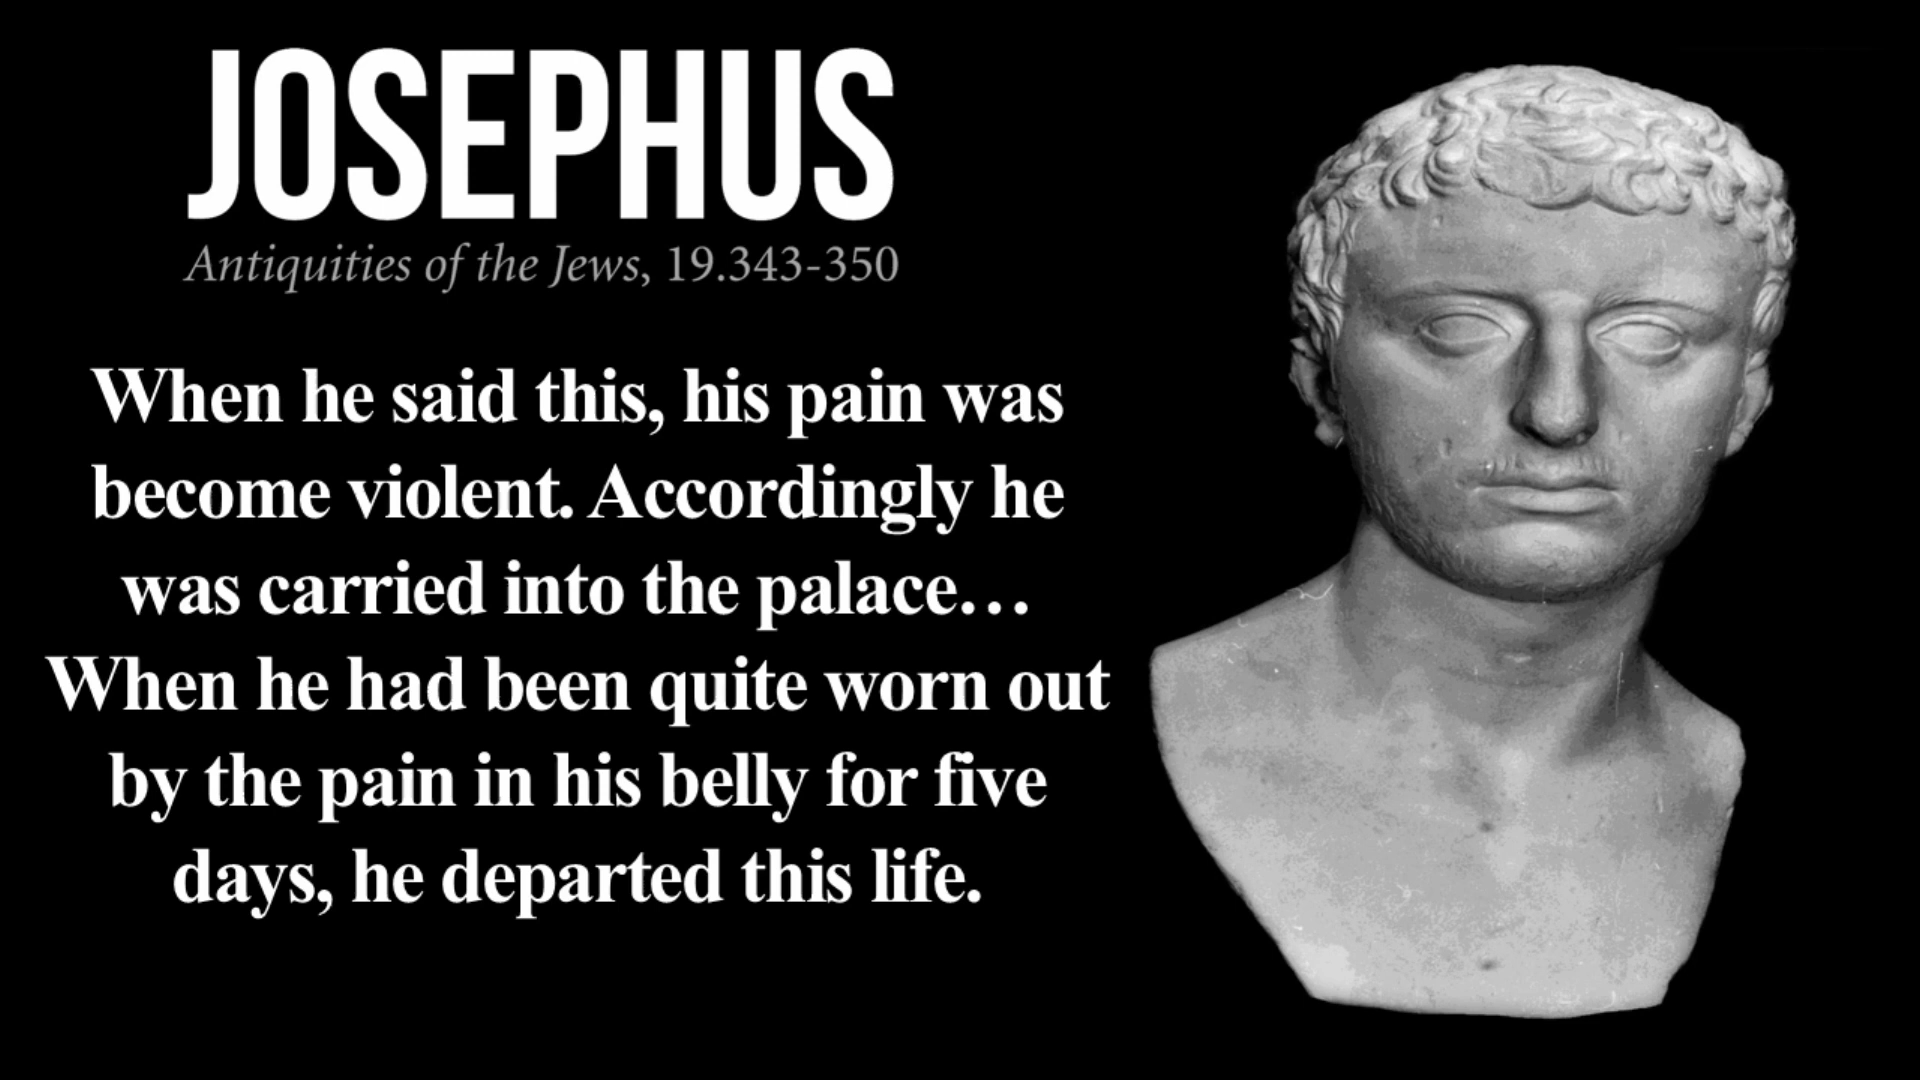 JOSEPHUS
Antiquities of the Jews, 19.343-350
When he said this, his pain was
become violent. Accordingly he
was carried into the palace…
When he had been quite worn out
by the pain in his belly for five
days, he departed this life.